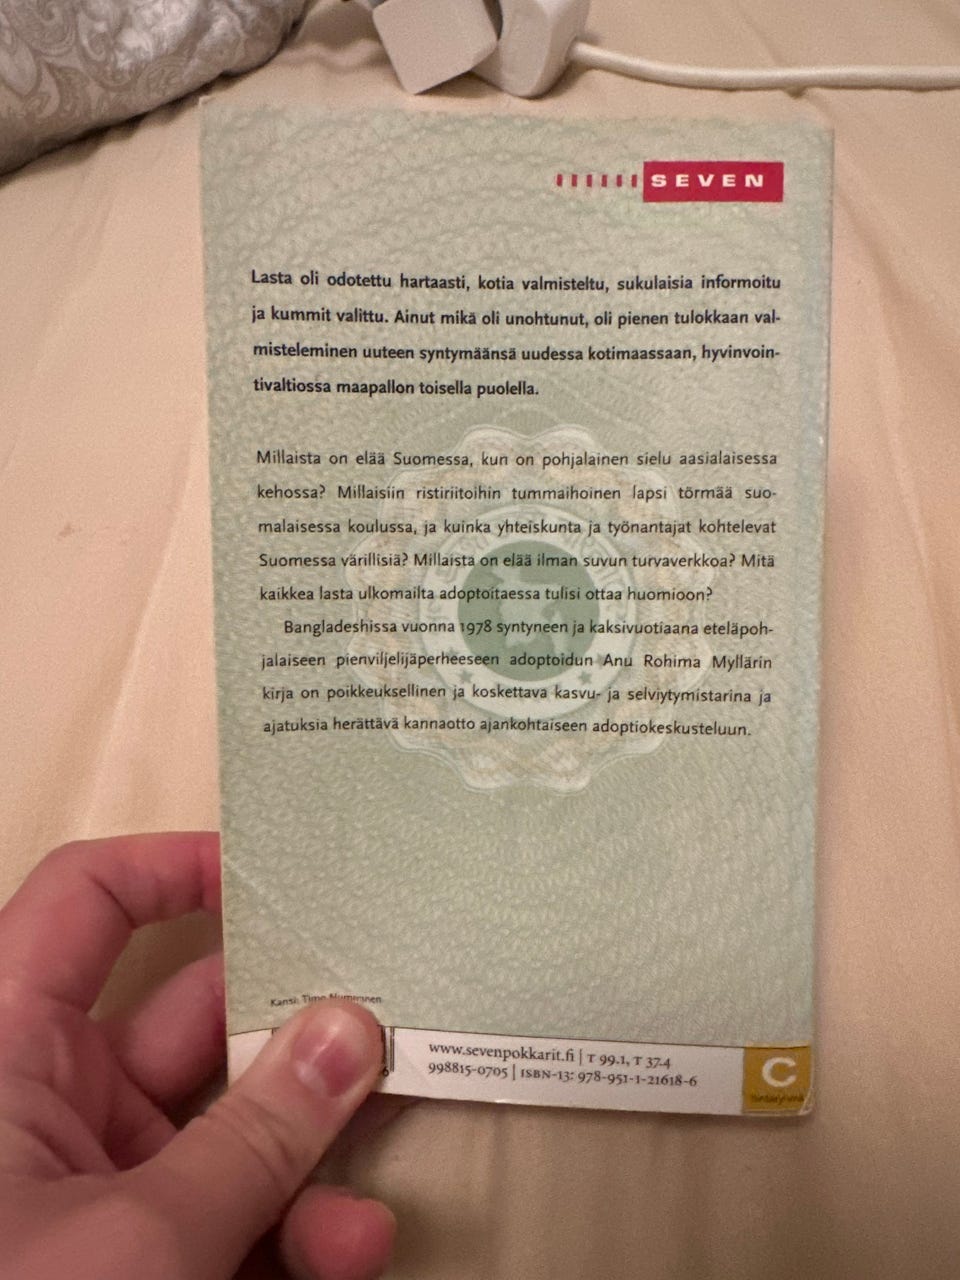 SEVEN
Lasta oli odotettu hartaasti, kotia valmisteltu, sukulaisia informoitu
ja kummit valittu. Ainut mikä oli unohtunut, oli pienen tulokkaan val-
misteleminen uuteen syntymäänsä uudessa kotimaassaan, hyvinvoin-
tivaltiossa maapallon toisella puolella.
Millaista on elää Suomessa, kun on pohjalainen sielu aasialaisessa
kehossa? Millaisiin ristiriitoihin tummaihoinen lapsi törmää suo-
malaisessa koulussa, ja kuinka yhteiskunta ja työnantajat kohtelevat
Suomessa värillisiä? Millaista on elää ilman suvun turvaverkkoa? Mitä
kaikkea lasta ulkomailta adoptoitaessa tulisi ottaa huomioon?
Bangladeshissa vuonna 1978 syntyneen ja kaksivuotiaana eteläpoh-
jalaiseen pienviljelijäperheeseen adoptoidun Anu Rohima Myllärin
kirja on poikkeuksellinen ja koskettava kasvu- ja selviytymistarina ja
ajatuksia herättävä kannaotto ajankohtaiseen adoptiokeskusteluun.
Kansi: Timo Numminen
www.sevenpokkarit.fi | T 99.1, T 37.4
998815-0705 | ISBN-13: 978-951-1-21618-6
6
C